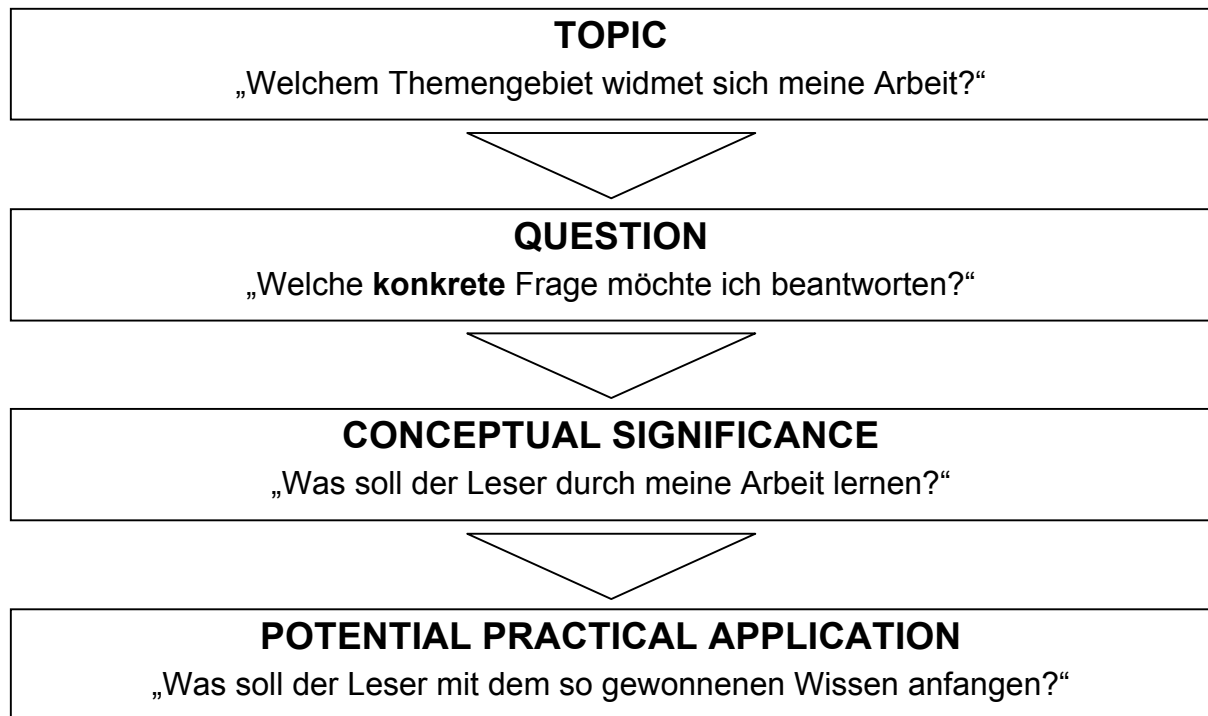 TOPIC
„Welchem Themengebiet widmet sich meine Arbeit?“
QUESTION
„Welche konkrete Frage möchte ich beantworten?“
CONCEPTUAL SIGNIFICANCE
„Was soll der Leser durch meine Arbeit lernen?“
POTENTIAL PRACTICAL APPLICATION
„Was soll der Leser mit dem so gewonnenen Wissen anfangen?“